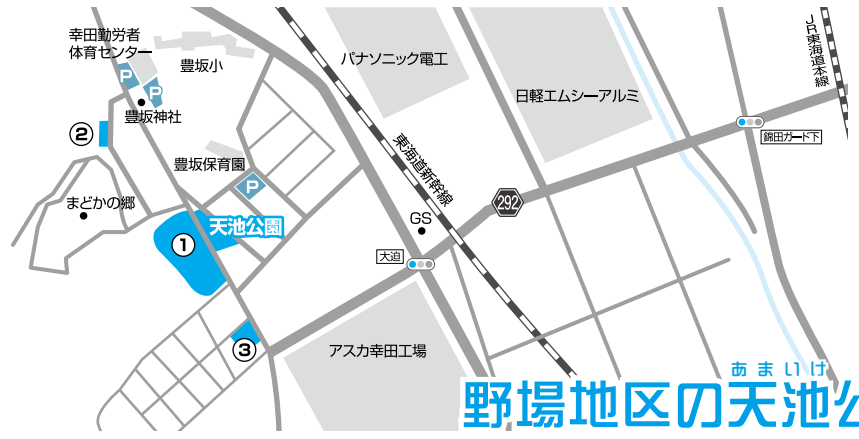 幸田勤労者
体育センター
P
P
豊坂小
豊坂神社
②
豊坂保育園
P
まどかの郷
①
天池公園
③
パナソニック電工
日軽エムシーアルミ
JR東海道本線
錦田ガード下
東海道新幹線
292
GS
大迫
アスカ幸田工場
あまいけ
野場地区の天池公